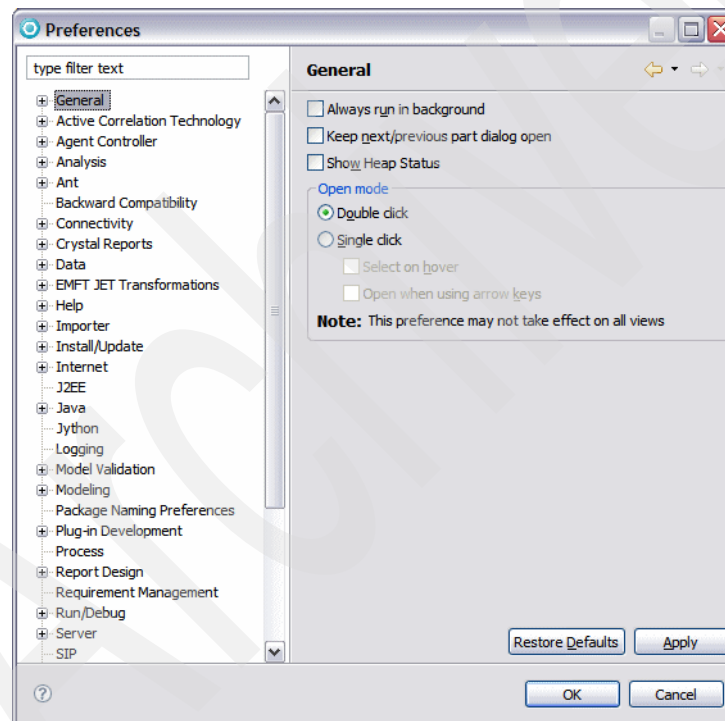 Preferences
type filter text
General
Active Correlation Technology
Agent Controller
Analysis
Ant
Backward Compatibility
Connectivity
Crystal Reports
Data
EMFT JET Transformations
Help
Importer
Install/Update
Internet
J2EE
Java
Jython
Logging
Model Validation
Modeling
Package Naming Preferences
Plug-in Development
Process
Report Design
Requirement Management
Run/Debug
Server
SIP
General
Always run in background
Keep next/previous part dialog open
Show Heap Status
Open mode
Double click
Single click
Select on hover
Open when using arrow keys
Note: This preference may not take effect on all views
Restore Defaults
Apply
OK
Cancel